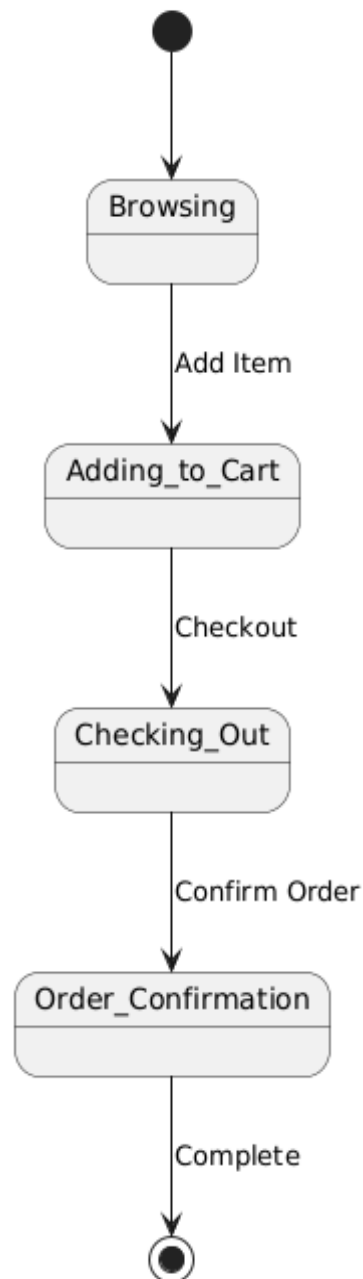 Browsing
Add Item
Adding_to_Cart
Checkout
Checking_Out
Confirm Order
Order_Confirmation
Complete